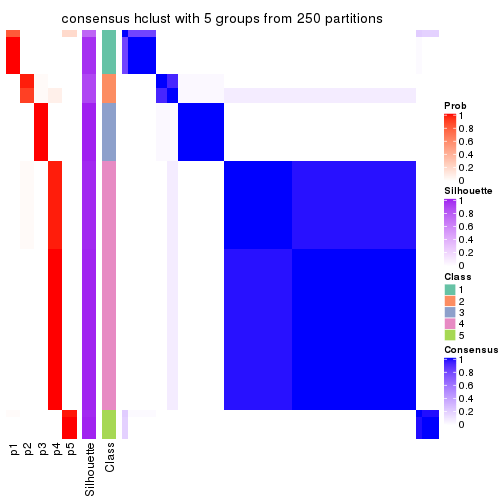 consensus hclust with 5 groups from 250 partitions
Prob
1
0.8
0.6
0.4
0.2
0
Silhouette
1
0.8
0.6
0.4
0.2
0
Class
1
2
3
4
5
Consensus
1
0.8
0.6
0.4
0.2
0
p1
p2
p3
p4
p5
Silhouette
Class